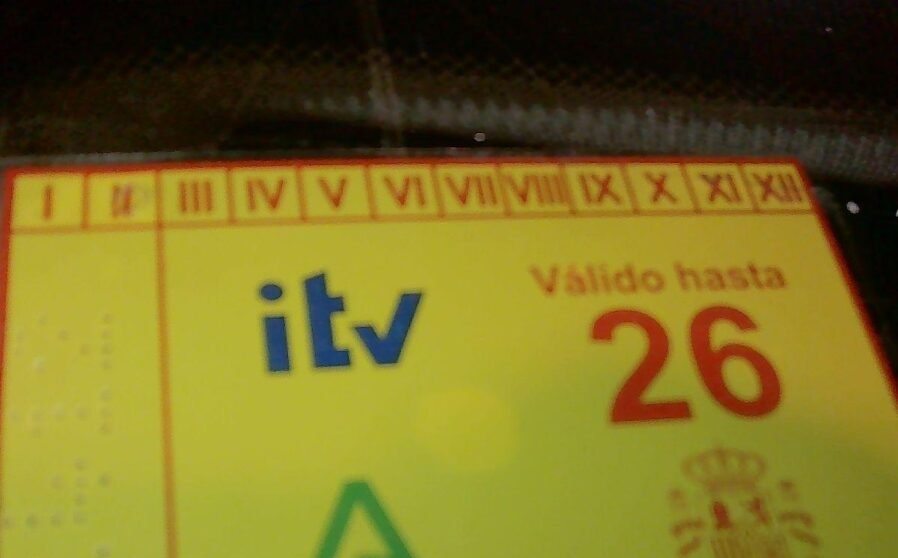 I II III IV V VI VII VIII IX X XI XII
itv
Válido hasta
26